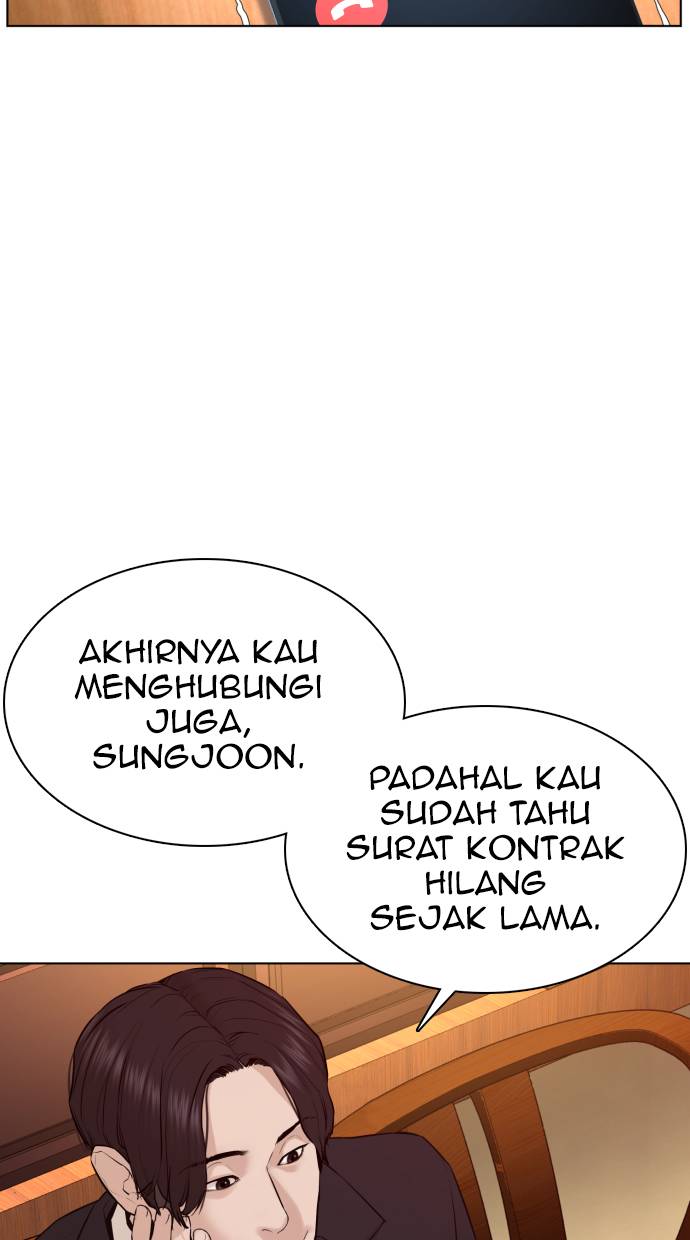 AKHIRNYA KAU
MENGHUBUNGI
JUGA,
SUNGJOON.
PADAHAL KAU
SUDAH TAHU
SURAT KONTRAK
HILANG
SEJAK LAMA.